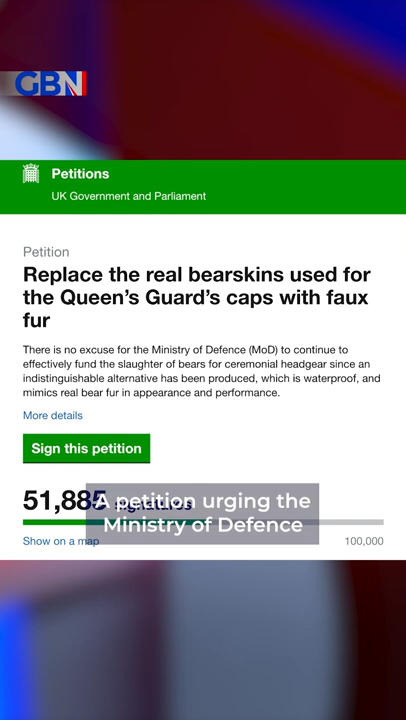 GBN
Petitions
UK Government and Parliament
Petition
Replace the real bearskins used for
the Queen's Guard's caps with faux
fur
There is no excuse for the Ministry of Defence (MoD) to continue to
effectively fund the slaughter of bears for ceremonial headgear since an
indistinguishable alternative has been produced, which is waterproof, and
mimics real bear fur in appearance and performance.
More details
Sign this petition
51,885 signatures
A petition urging the
Ministry of Defence
Show on a map
100,000